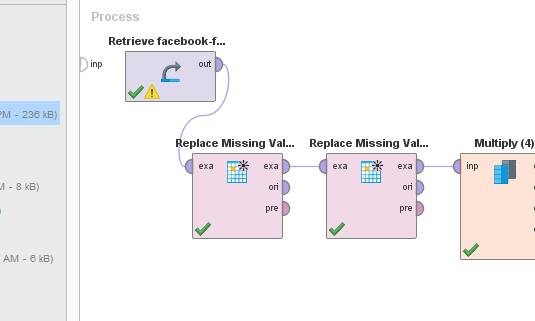 Process
Retrieve facebook-f...
inp
out
PM - 236 kB)
Replace Missing Val...
Replace Missing Val...
Multiply (4)
exa
exa
exa
exa
inp
ori
ori
M - 8 kB)
pre
pre
)
AM - 6 kB)